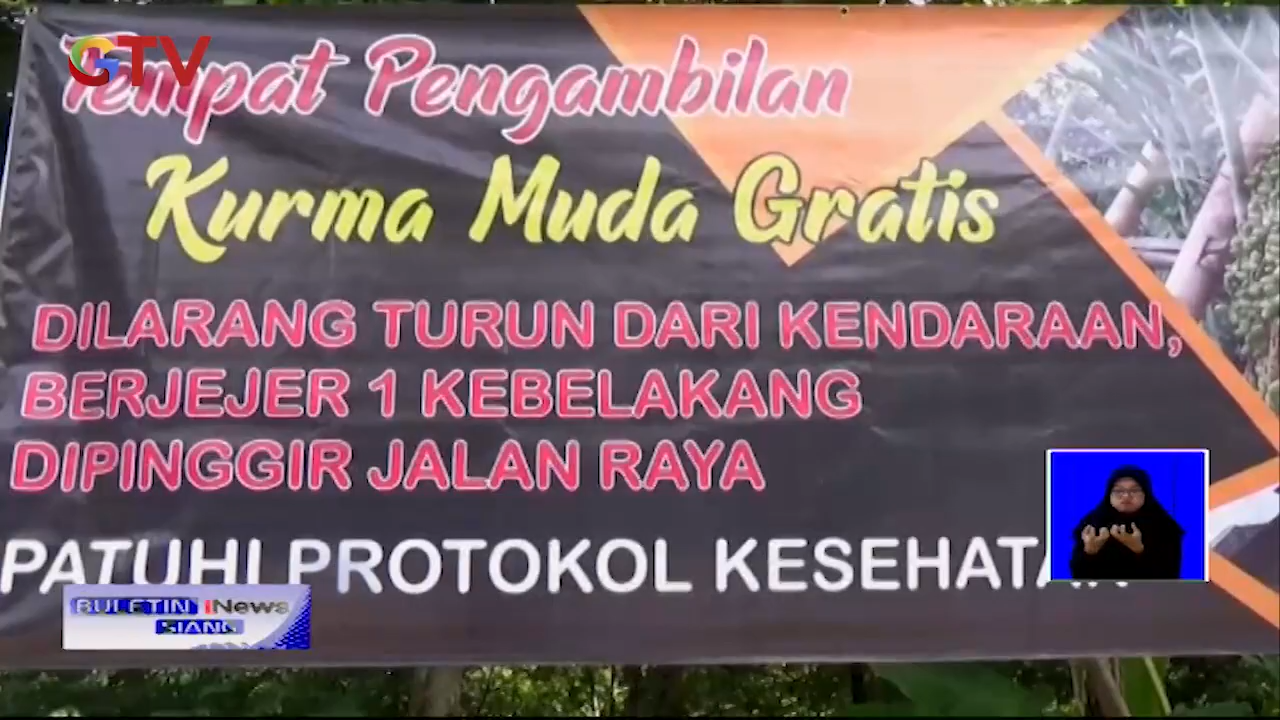 GTV
Tempat Pengambilan
Kurma Muda Gratis
DILARANG TURUN DARI KENDARAAN,
BERJEJER 1 KEBELAKANG
DIPINGGIR JALAN RAYA
PATUHI PROTOKOL KESEHATAN
BULETIN iNews
SIANG